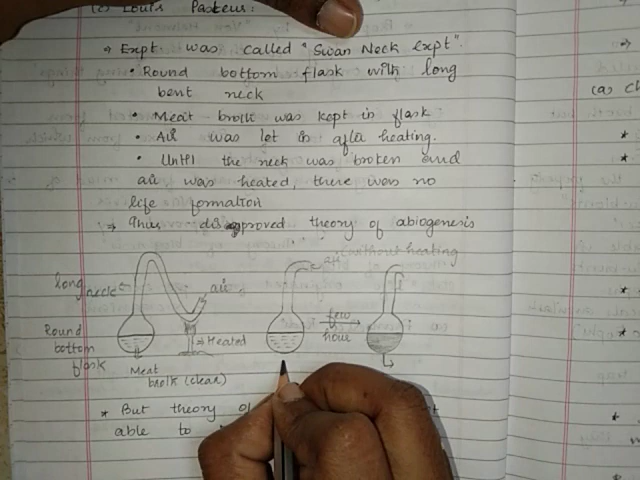 (c) Louis Pasteur:
→ Expt was called "Swan Neck expt".
• Round bottom flask with long
bent neck
• Meat broth was kept in flask
• Air was let in after heating.
• Until the neck was broken and
air was heated, there was no
life formation
→ Thus disapproved theory of abiogenesis
long neck
air
Round
bottom
flask
Heated
Meat
broth (clear)
air (without heating
few
hour
* But theory of
able to
(a)